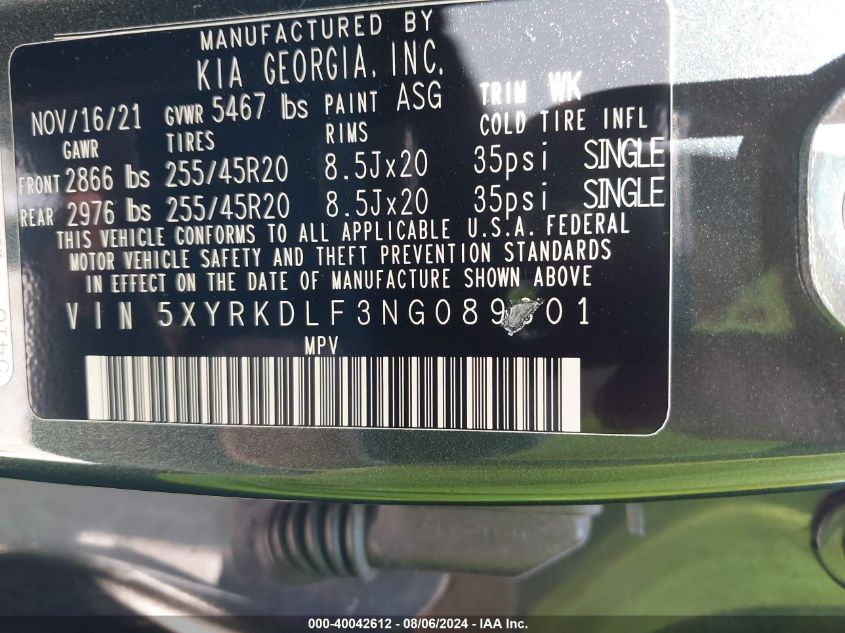 MANUFACTURED BY
KIA GEORGIA, INC.
NOV/16/21 GVWR 5467 lbs PAINT ASG TRIM WK
GAWR TIRES RIMS COLD TIRE INFL
FRONT 2866 lbs 255/45R20 8.5Jx20 35psi SINGLE
REAR 2976 lbs 255/45R20 8.5Jx20 35psi SINGLE
THIS VEHICLE CONFORMS TO ALL APPLICABLE U.S.A. FEDERAL
MOTOR VEHICLE SAFETY AND THEFT PREVENTION STANDARDS
IN EFFECT ON THE DATE OF MANUFACTURE SHOWN ABOVE
VIN 5XYRKDLF3NG089 01
MPV
000-40042612 - 08/06/2024 - IAA Inc.